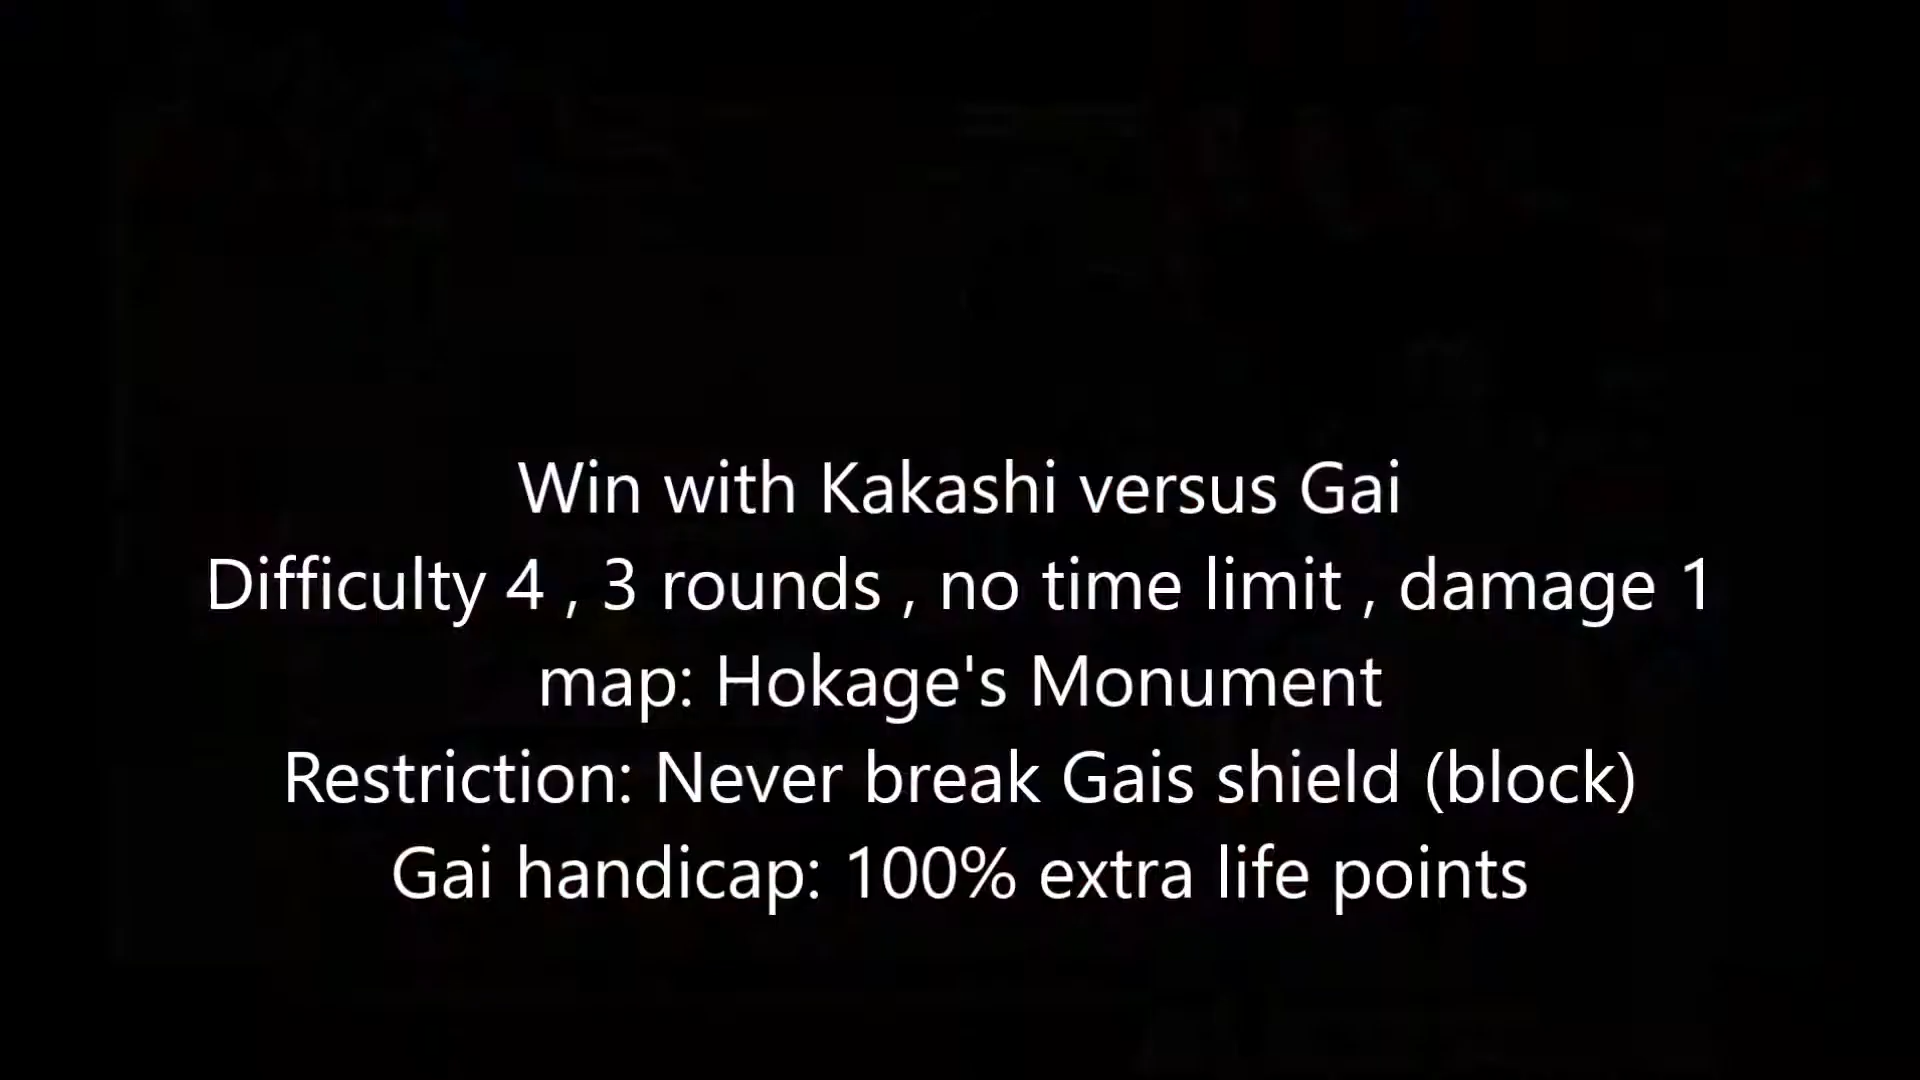 Win with Kakashi versus Gai
Difficulty 4 , 3 rounds , no time limit , damage 1
map: Hokage's Monument
Restriction: Never break Gais shield (block)
Gai handicap: 100% extra life points